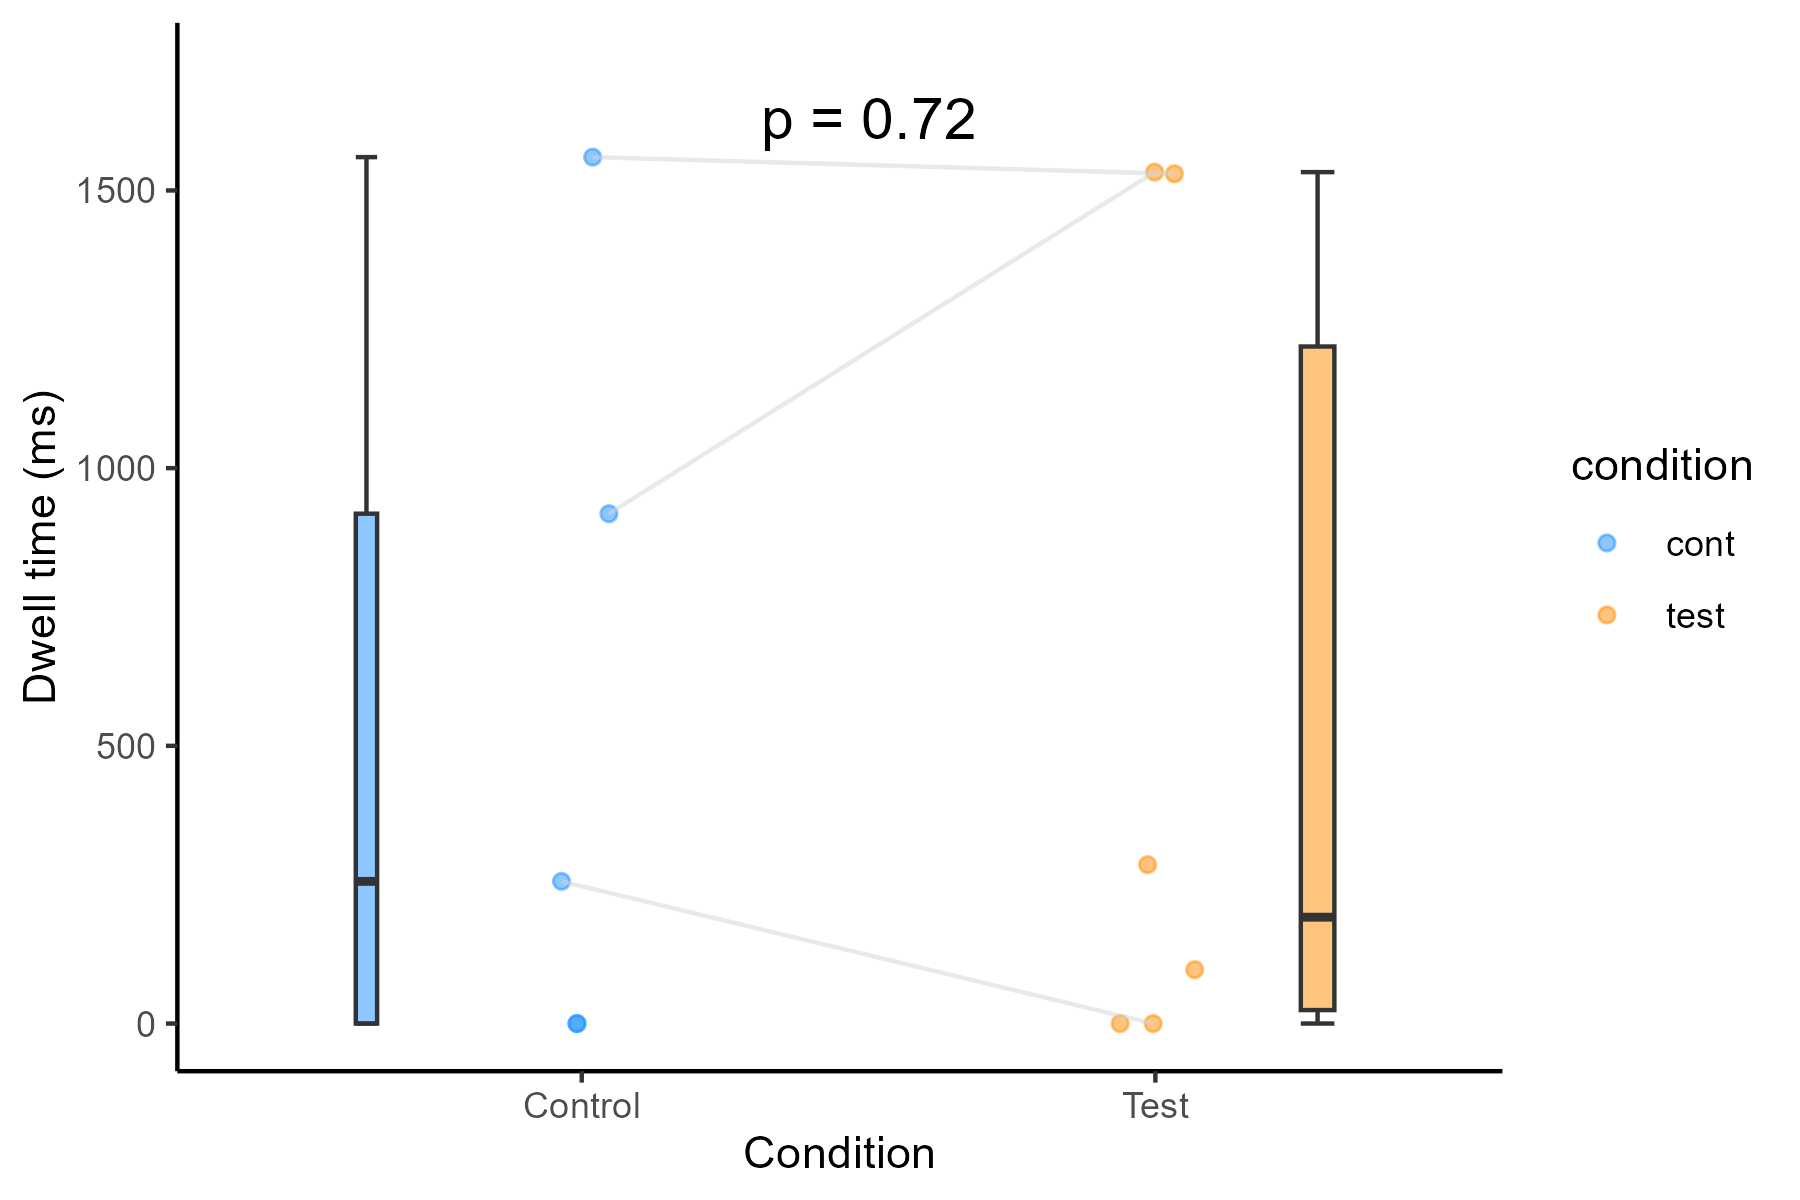 p = 0.72
1500
1000
500
0
Dwell time (ms)
Control
Test
Condition
condition
cont
test